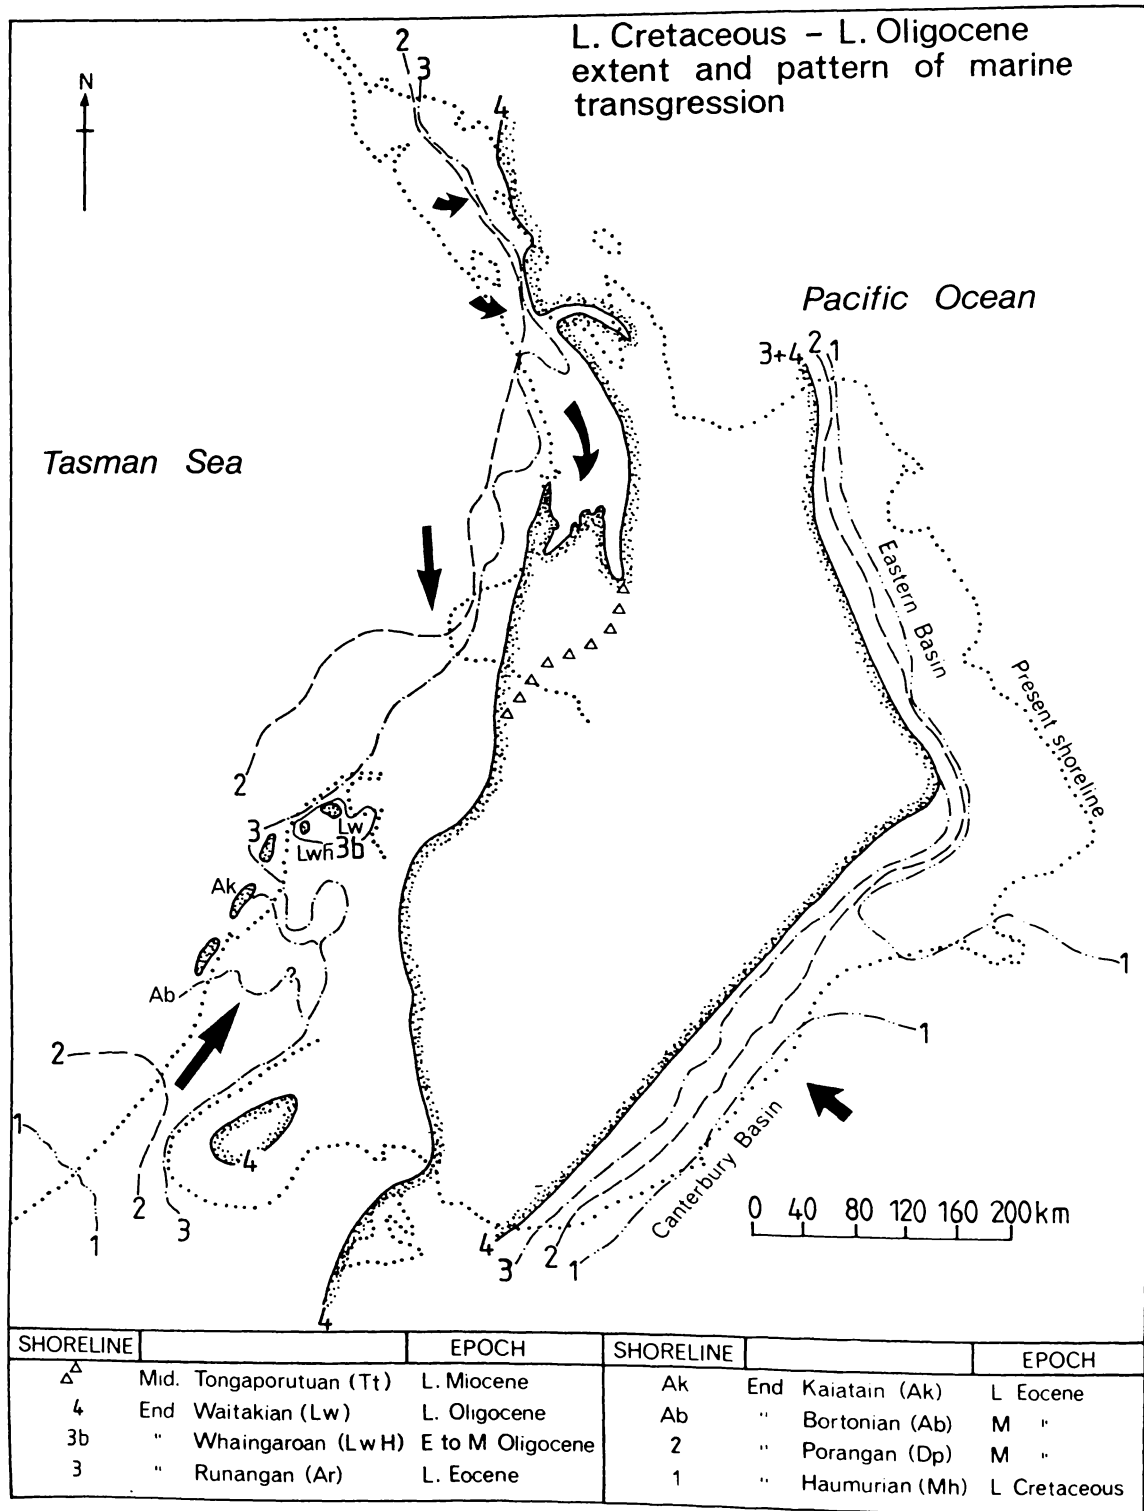 L. Cretaceous – L. Oligocene
extent and pattern of marine
transgression
N
2
3
4
Pacific Ocean
3+4 2 1
Tasman Sea
Eastern Basin
Present shoreline
2
3
Lw
Lwh 3b
Ak
Ab
?
1
1
2
1
4
2
3
1
Canterbury Basin
4
3
2
1
4
0 40 80 120 160 200km
SHORELINE EPOCH
Mid. Tongaporutuan (Tt) L. Miocene
4 End Waitakian (Lw) L. Oligocene
3b " Whaingaroan (LwH) E to M Oligocene
3 " Runangan (Ar) L. Eocene
SHORELINE EPOCH
Ak End Kaiatain (Ak) L Eocene
Ab " Bortonian (Ab) M "
2 " Porangan (Dp) M "
1 " Haumurian (Mh) L Cretaceous